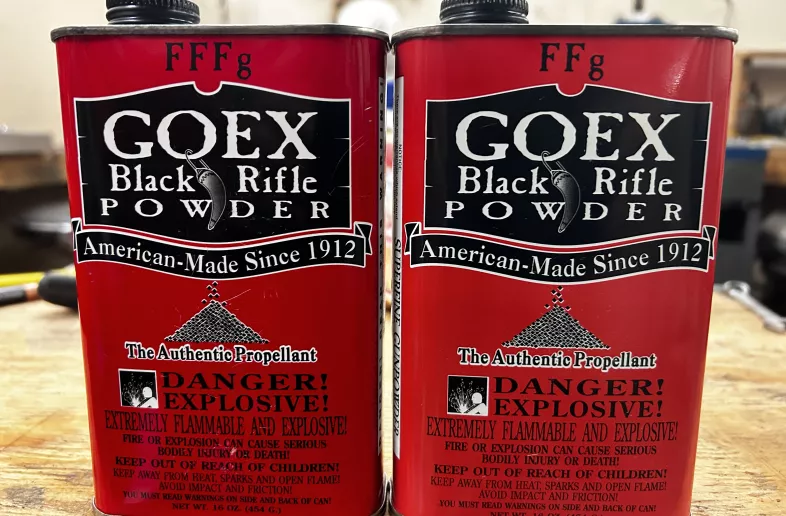 FFFg
GOEX
Black Rifle
POWDER
American-Made Since 1912
The Authentic Propellant
DANGER!
EXPLOSIVE!
EXTREMELY FLAMMABLE AND EXPLOSIVE!
FIRE OR EXPLOSION CAN CAUSE SERIOUS
BODILY INJURY OR DEATH!
KEEP OUT OF REACH OF CHILDREN!
KEEP AWAY FROM HEAT, SPARKS AND OPEN FLAME!
AVOID IMPACT AND FRICTION!
YOU MUST READ WARNINGS ON SIDE AND BACK OF CAN!
NET WT. 16 OZ. (454 G.)
SUPERFINE GUNPOWDER
FFg
GOEX
Black Rifle
POWDER
American-Made Since 1912
The Authentic Propellant
DANGER!
EXPLOSIVE!
EXTREMELY FLAMMABLE AND EXPLOSIVE!
FIRE OR EXPLOSION CAN CAUSE SERIOUS
BODILY INJURY OR DEATH!
KEEP OUT OF REACH OF CHILDREN!
KEEP AWAY FROM HEAT, SPARKS AND OPEN FLAME!
AVOID IMPACT AND FRICTION!
YOU MUST READ WARNINGS ON SIDE AND BACK OF CAN!
NET WT. 16 OZ.